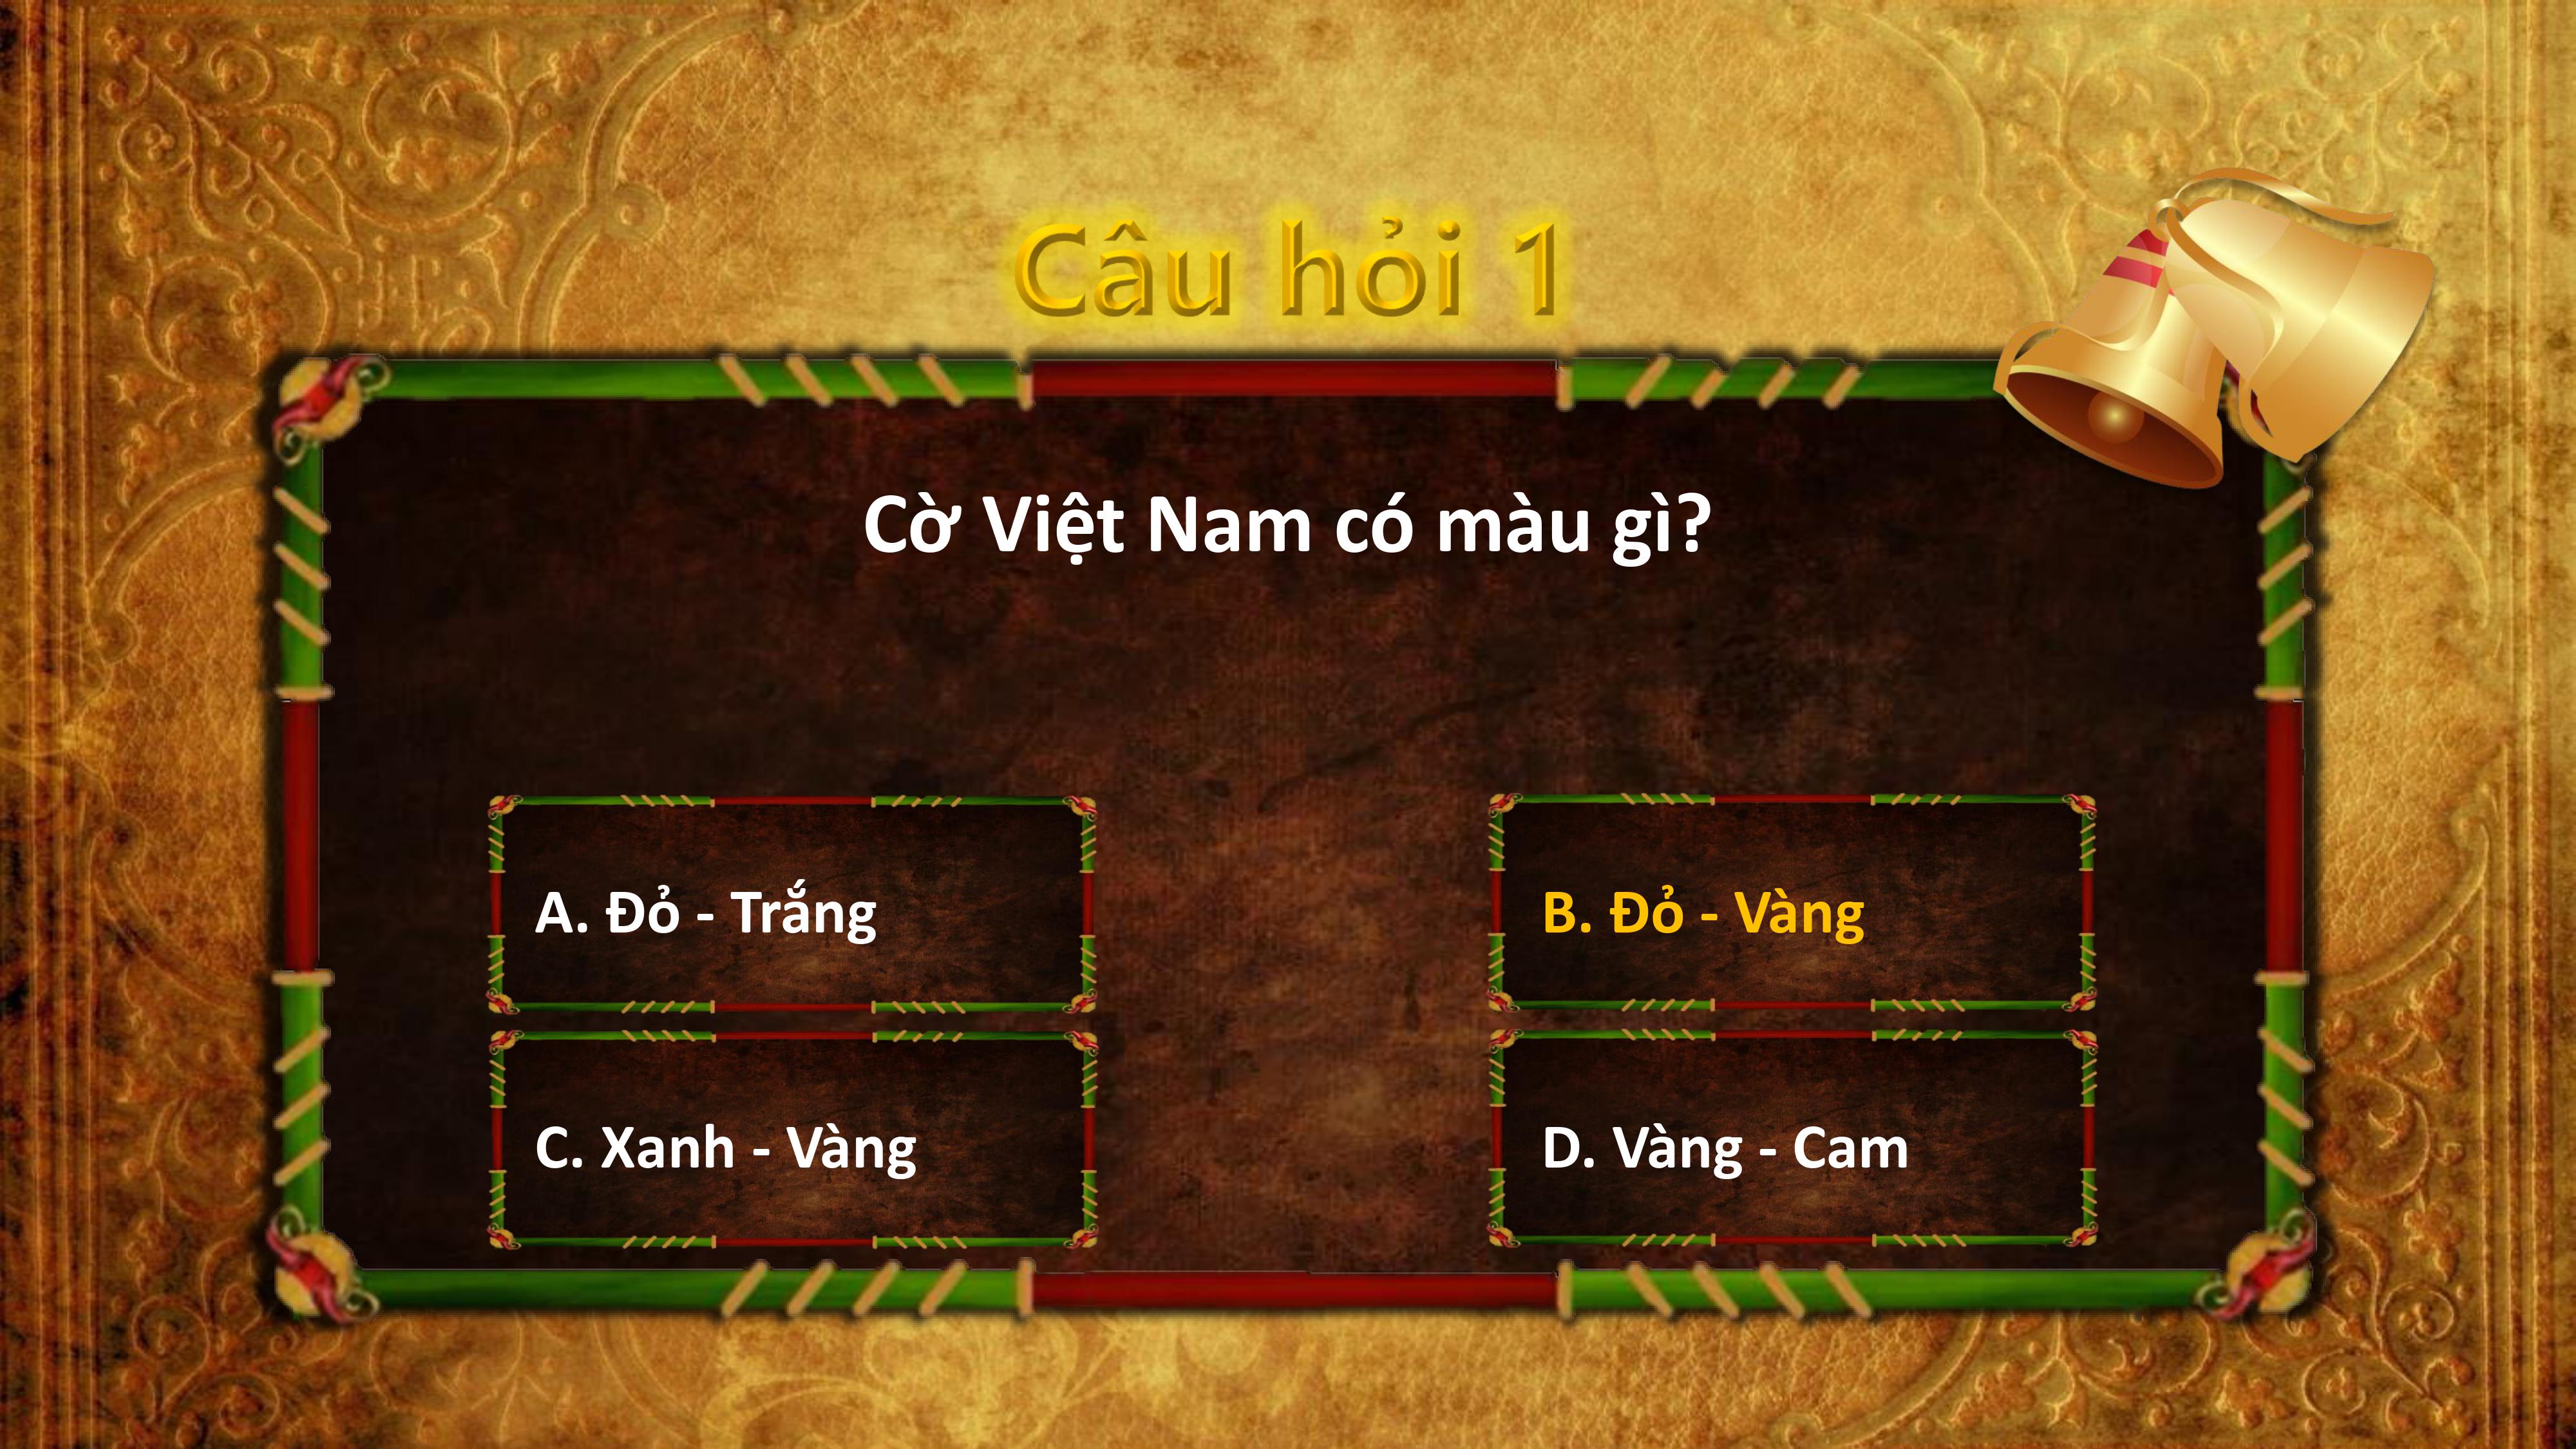 Câu hỏi 1
Cờ Việt Nam có màu gì?
A. Đỏ - Trắng
B. Đỏ - Vàng
C. Xanh - Vàng
D. Vàng - Cam